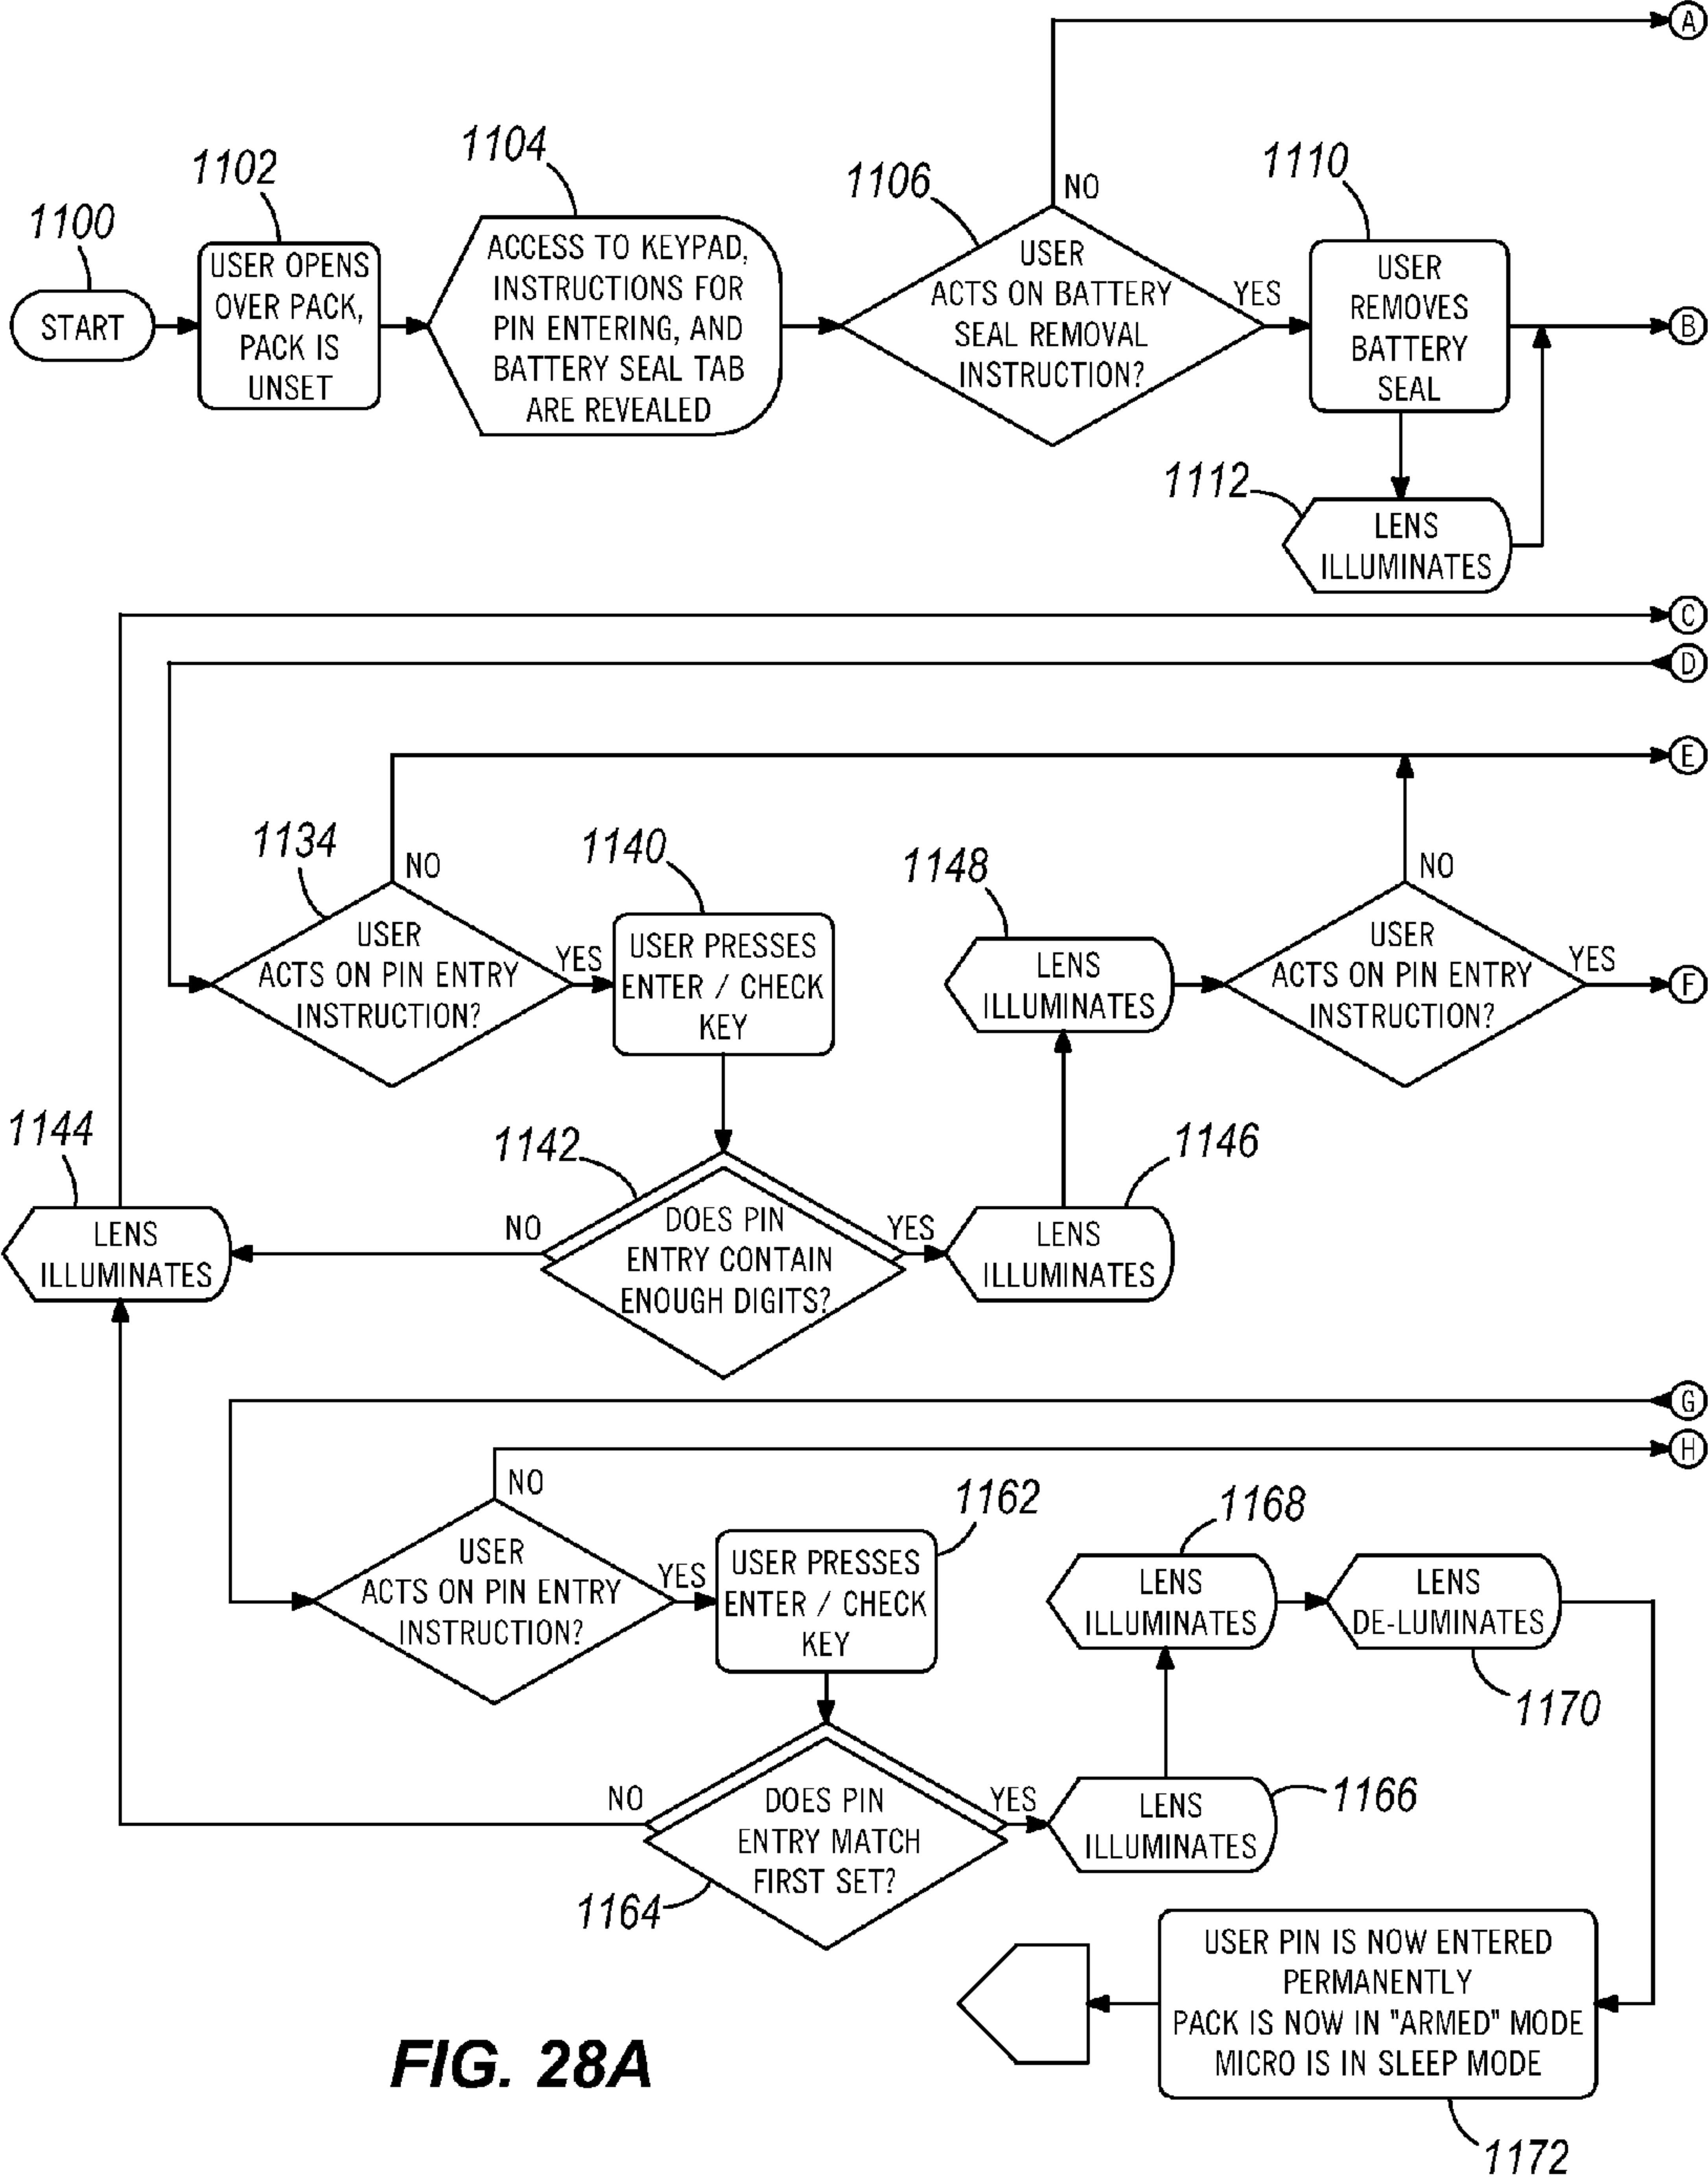 A
1100
START
1102
USER OPENS
OVER PACK,
PACK IS
UNSET
1104
ACCESS TO KEYPAD,
INSTRUCTIONS FOR
PIN ENTERING, AND
BATTERY SEAL TAB
ARE REVEALED
1106
NO
USER
ACTS ON BATTERY
SEAL REMOVAL
INSTRUCTION?
YES
1110
USER
REMOVES
BATTERY
SEAL
B
1112
LENS
ILLUMINATES
C
D
E
1134
NO
USER
ACTS ON PIN ENTRY
INSTRUCTION?
YES
1140
USER PRESSES
ENTER / CHECK
KEY
1148
LENS
ILLUMINATES
NO
USER
ACTS ON PIN ENTRY
INSTRUCTION?
YES
F
1144
LENS
ILLUMINATES
1142
NO
DOES PIN
ENTRY CONTAIN
ENOUGH DIGITS?
YES
1146
LENS
ILLUMINATES
G
H
NO
USER
ACTS ON PIN ENTRY
INSTRUCTION?
YES
1162
USER PRESSES
ENTER / CHECK
KEY
1168
LENS
ILLUMINATES
LENS
DE-LUMINATES
1170
NO
DOES PIN
ENTRY MATCH
FIRST SET?
YES
1164
LENS
ILLUMINATES
1166
USER PIN IS NOW ENTERED
PERMANENTLY
PACK IS NOW IN "ARMED" MODE
MICRO IS IN SLEEP MODE
1172
FIG. 28A